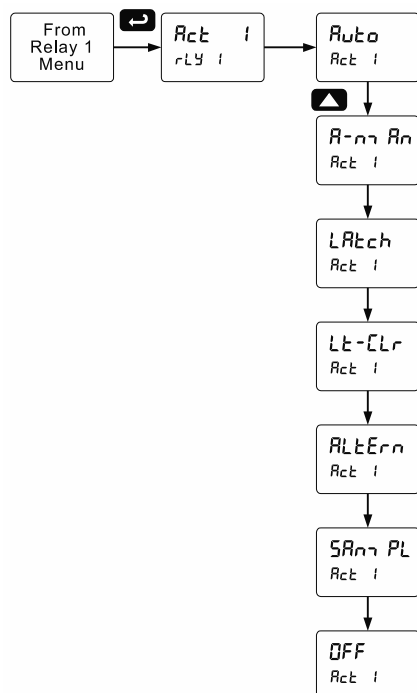 From
Relay 1
Menu
Act 1
rLY 1
Auto
Act 1
A-man
Act 1
LAtch
Act 1
Lt-CLr
Act 1
ALtErn
Act 1
SAmPL
Act 1
OFF
Act 1